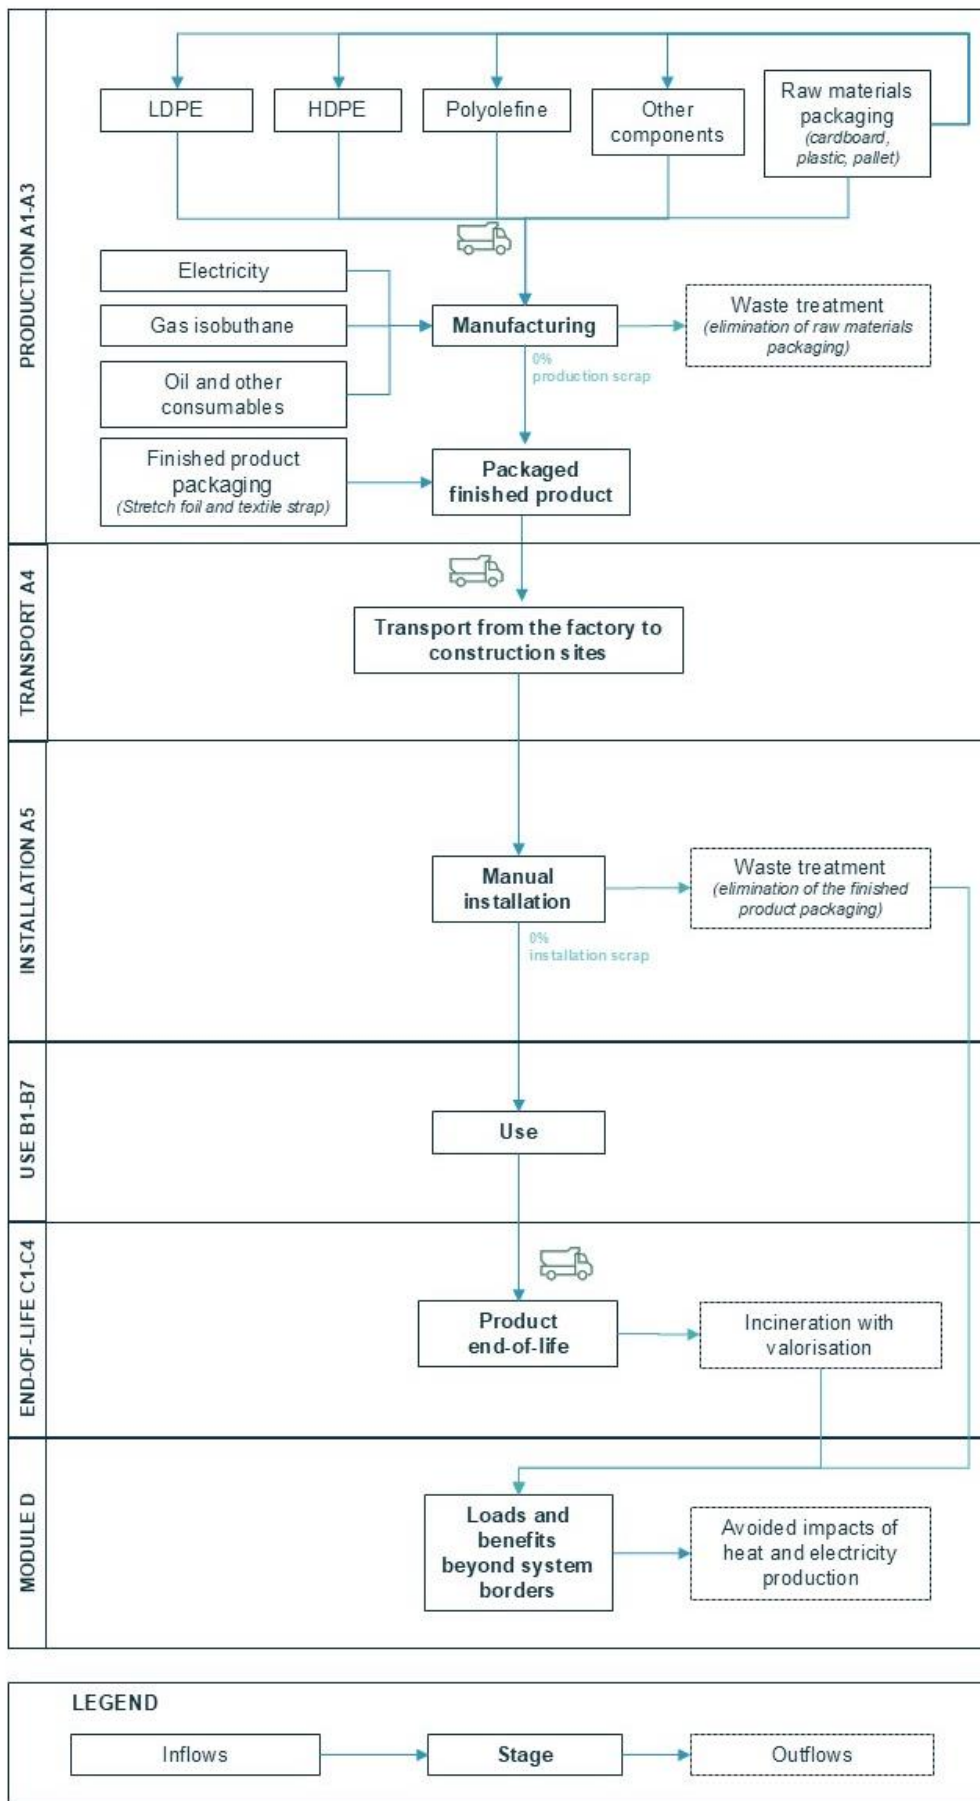 PRODUCTION A1-A3
LDPE
HDPE
Polyolefine
Other
components
Raw materials
packaging
(cardboard,
plastic, pallet)
Electricity
Gas isobuthane
Oil and other
consumables
Manufacturing
0%
production scrap
Waste treatment
(elimination of raw materials
packaging)
Finished product
packaging
(Stretch foil and textile strap)
Packaged
finished product
TRANSPORT A4
Transport from the factory to
construction sites
INSTALLATION A5
Manual
installation
0%
installation scrap
Waste treatment
(elimination of the finished
product packaging)
USE B1-B7
Use
END-OF-LIFE C1-C4
Product
end-of-life
Incineration with
valorisation
MODULE D
Loads and
benefits
beyond system
borders
Avoided impacts of
heat and electricity
production
LEGEND
Inflows
Stage
Outflows